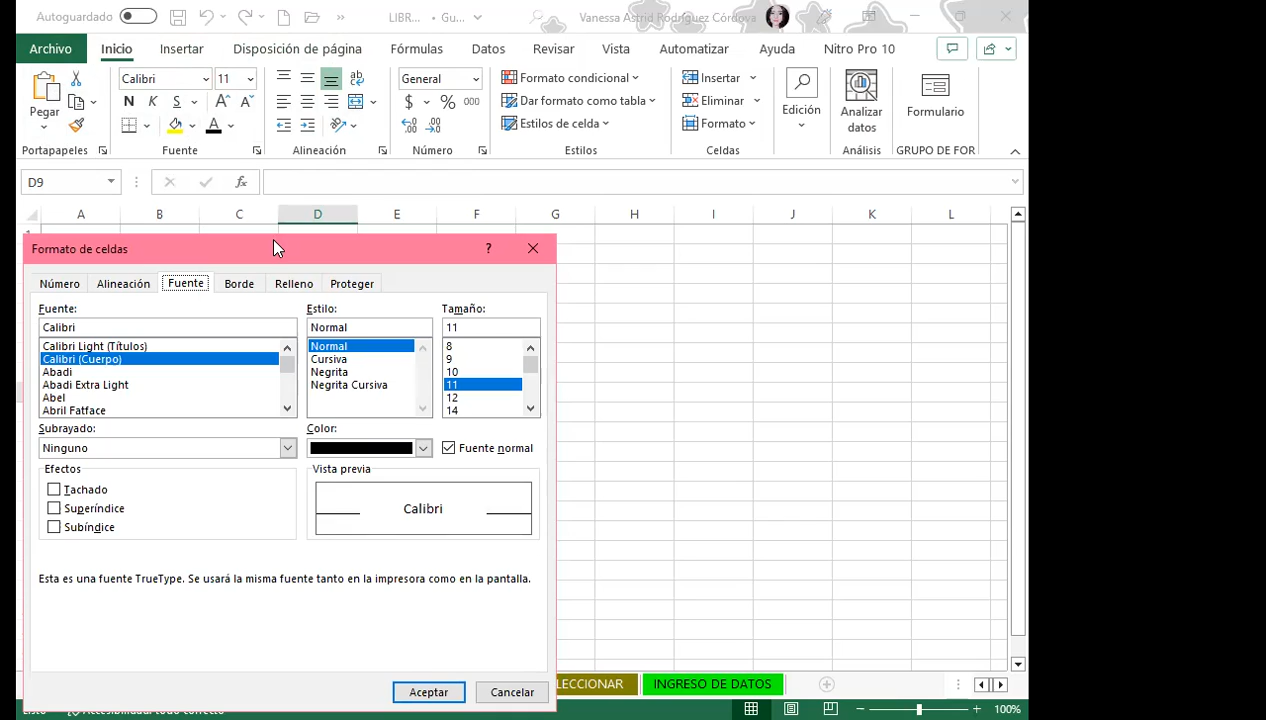 Autoguardado LIBR... - Gu... Vanessa Astrid Rodríguez Córdova
Archivo Inicio Insertar Disposición de página Fórmulas Datos Revisar Vista Automatizar Ayuda Nitro Pro 10
Pegar
Portapapeles
Calibri 11
N K S A A
A
Fuente
ab
Alineación
General
$ % 000
Número
Formato condicional
Dar formato como tabla
Estilos de celda
Estilos
Insertar
Eliminar
Formato
Celdas
Edición
Analizar
datos
Análisis
Formulario
GRUPO DE FOR
D9 fx
A B C D E F G H I J K L
Formato de celdas ?
Número Alineación Fuente Borde Relleno Proteger
Fuente: Estilo: Tamaño:
Calibri Normal 11
Calibri Light (Títulos) Normal 8
Calibri (Cuerpo) Cursiva 9
Abadi Negrita 10
Abadi Extra Light Negrita Cursiva 11
Abel 12
Abril Fatface 14
Subrayado: Color:
Ninguno Fuente normal
Efectos Vista previa
Tachado
Superíndice Calibri
Subíndice
Esta es una fuente TrueType. Se usará la misma fuente tanto en la impresora como en la pantalla.
Aceptar Cancelar
LECCIONAR INGRESO DE DATOS
100%